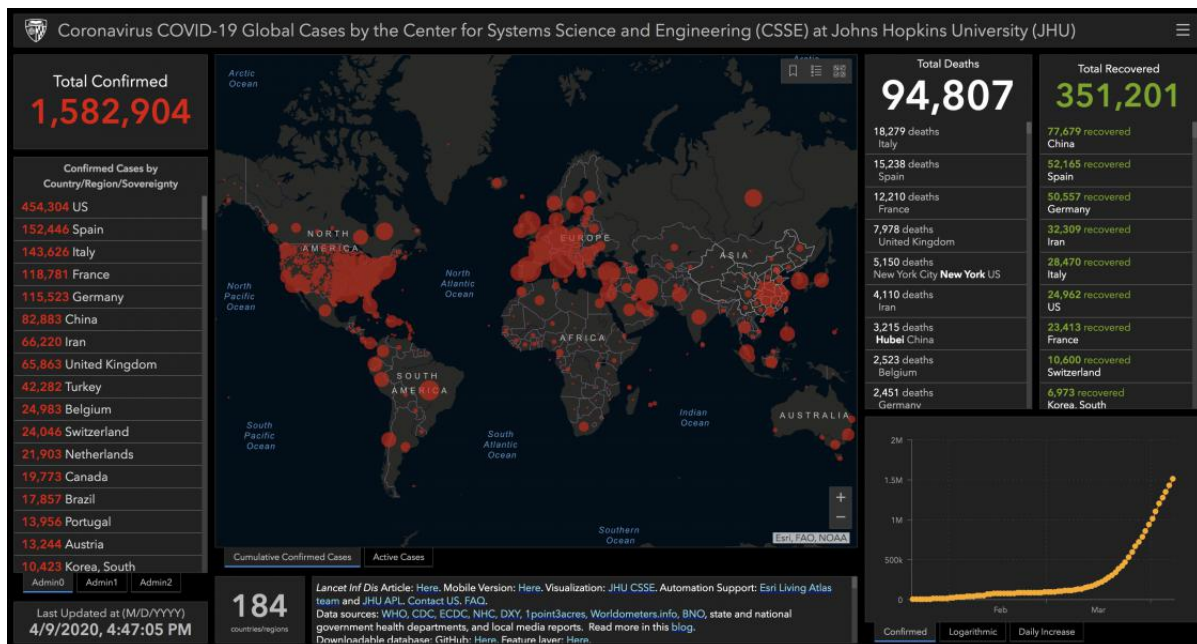 Coronavirus COVID-19 Global Cases by the Center for Systems Science and Engineering (CSSE) at Johns Hopkins University (JHU)
Total Confirmed
1,582,904
Confirmed Cases by
Country/Region/Sovereignty
454,304 US
152,446 Spain
143,626 Italy
118,781 France
115,523 Germany
82,883 China
66,220 Iran
65,863 United Kingdom
42,282 Turkey
24,983 Belgium
24,046 Switzerland
21,903 Netherlands
19,773 Canada
17,857 Brazil
13,956 Portugal
13,244 Austria
10,423 Korea, South
Admin0 Admin1 Admin2
Last Updated at (M/D/YYYY)
4/9/2020, 4:47:05 PM
Arctic
Ocean
Arctic
Ocean
NORTH
AMERICA
EUROPE
ASIA
North
Pacific
Ocean
North
Atlantic
Ocean
AFRICA
SOUTH
AMERICA
Indian
Ocean
AUSTRALIA
South
Pacific
Ocean
South
Atlantic
Ocean
Southern
Ocean
+
−
Esri, FAO, NOAA
Cumulative Confirmed Cases Active Cases
184
countries/regions
Lancet Inf Dis Article: Here. Mobile Version: Here. Visualization: JHU CSSE. Automation Support: Esri Living Atlas
team and JHU APL. Contact US. FAQ.
Data sources: WHO, CDC, ECDC, NHC, DXY, 1point3acres, Worldometers.info, BNO, state and national
government health departments, and local media reports. Read more in this blog.
Downloadable database: GitHub: Here. Feature layer: Here.
Total Deaths
94,807
18,279 deaths
Italy
15,238 deaths
Spain
12,210 deaths
France
7,978 deaths
United Kingdom
5,150 deaths
New York City New York US
4,110 deaths
Iran
3,215 deaths
Hubei China
2,523 deaths
Belgium
2,451 deaths
Germany
Total Recovered
351,201
77,679 recovered
China
52,165 recovered
Spain
50,557 recovered
Germany
32,309 recovered
Iran
28,470 recovered
Italy
24,962 recovered
US
23,413 recovered
France
10,600 recovered
Switzerland
6,973 recovered
Korea, South
2M
1.5M
1M
500k
0
Feb Mar
Confirmed Logarithmic Daily Increase